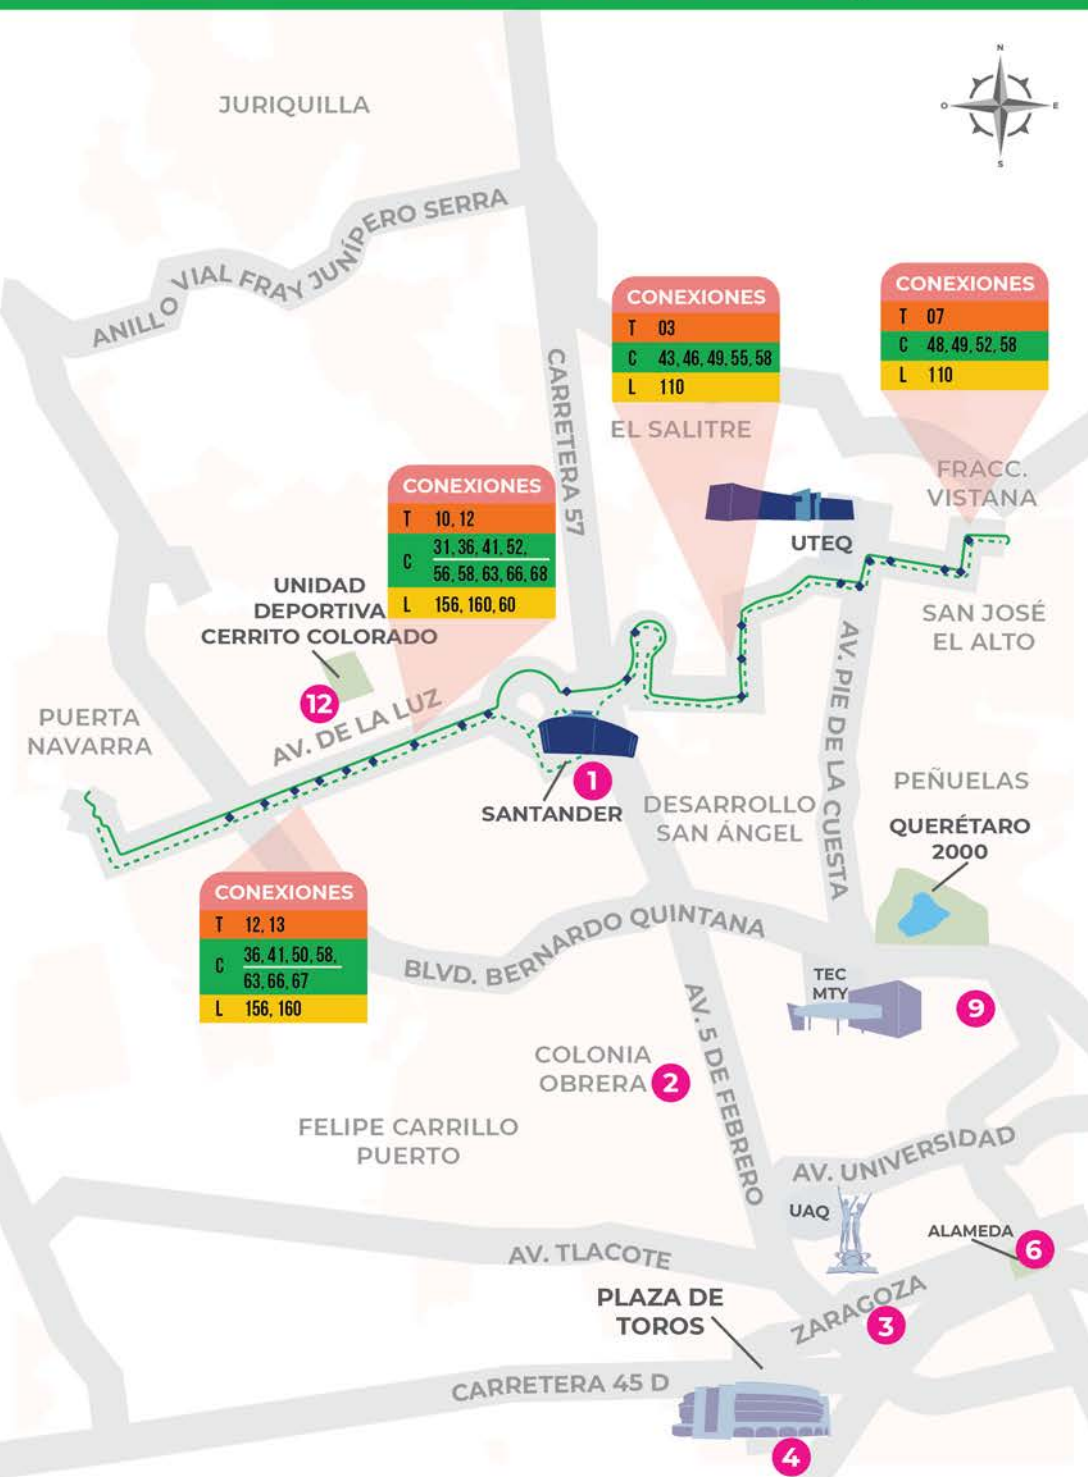 N
O
E
S
JURIQUILLA
ANILLO VIAL FRAY JUNÍPERO SERRA
CONEXIONES
T 07
C 48, 49, 52, 58
L 110
CONEXIONES
T 03
C 43, 46, 49, 55, 58
L 110
CARRETERA 57
EL SALITRE
FRACC.
VISTANA
CONEXIONES
T 10, 12
C 31, 36, 41, 52,
56, 58, 63, 66, 68
L 156, 160, 60
UTEQ
UNIDAD
DEPORTIVA
CERRITO COLORADO
12
SAN JOSÉ
EL ALTO
AV. PIE DE LA CUESTA
PUERTA
NAVARRA
AV. DE LA LUZ
1
SANTANDER
DESARROLLO
SAN ÁNGEL
PEÑUELAS
QUERÉTARO
2000
CONEXIONES
T 12, 13
C 36, 41, 50, 58,
63, 66, 67
L 156, 160
BLVD. BERNARDO QUINTANA
TEC
MTY
9
AV. 5 DE FEBRERO
COLONIA
OBRERA 2
FELIPE CARRILLO
PUERTO
AV. UNIVERSIDAD
UAQ
ALAMEDA
6
AV. TLACOTE
PLAZA DE
TOROS
ZARAGOZA
3
CARRETERA 45 D
4